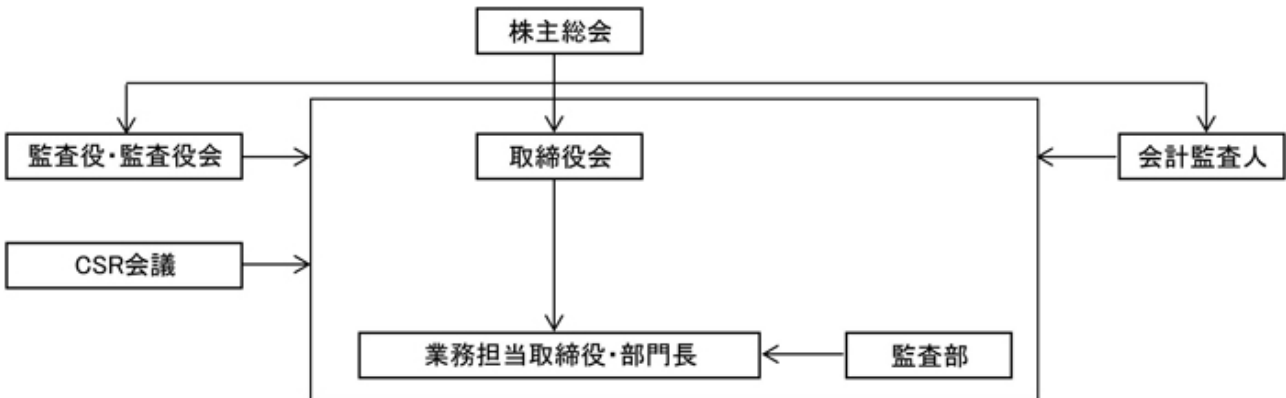 株主総会
監査役・監査役会
取締役会
会計監査人
CSR会議
業務担当取締役・部門長
監査部